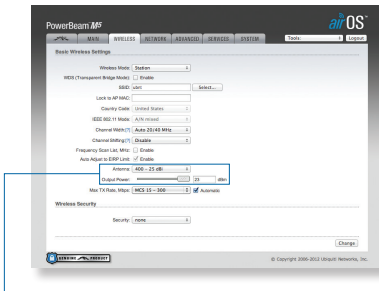 PowerBeam M5
airOS™
MAIN WIRELESS NETWORK ADVANCED SERVICES SYSTEM Tools: Logout
Basic Wireless Settings
Wireless Mode: Station
WDS (Transparent Bridge Mode): Enable
SSID: ubnt Select...
Lock to AP MAC:
Country Code: United States
IEEE 802.11 Mode: A/N mixed
Channel Width:[?] Auto 20/40 MHz
Channel Shifting:[?] Disable
Frequency Scan List, MHz: Enable
Auto Adjust to EIRP Limit: Enable
Antenna: 400 - 25 dBi
Output Power: 23 dBm
Max TX Rate, Mbps: MCS 15 - 300 Automatic
Wireless Security
Security: none
Change
GENUINE PRODUCT
© Copyright 2006-2013 Ubiquiti Networks, Inc.